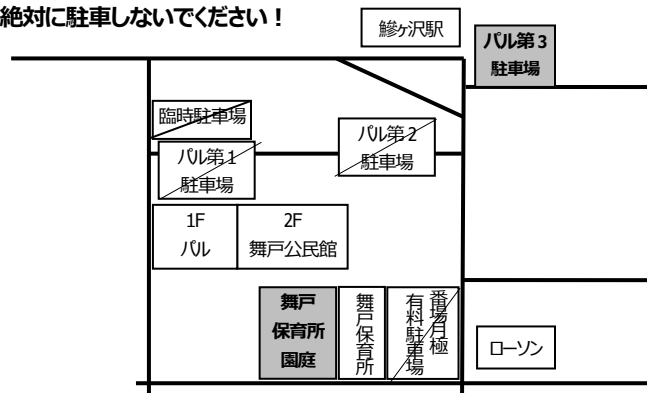 絶対に駐車しないでください！
鰺ヶ沢駅
パル第３
駐車場
臨時駐車場
パル第1
駐車場
パル第2
駐車場
1F
パル
2F
舞戸公民館
舞戸
保育所
園庭
舞戸保育所
番場月極
有料駐車場
ローソン